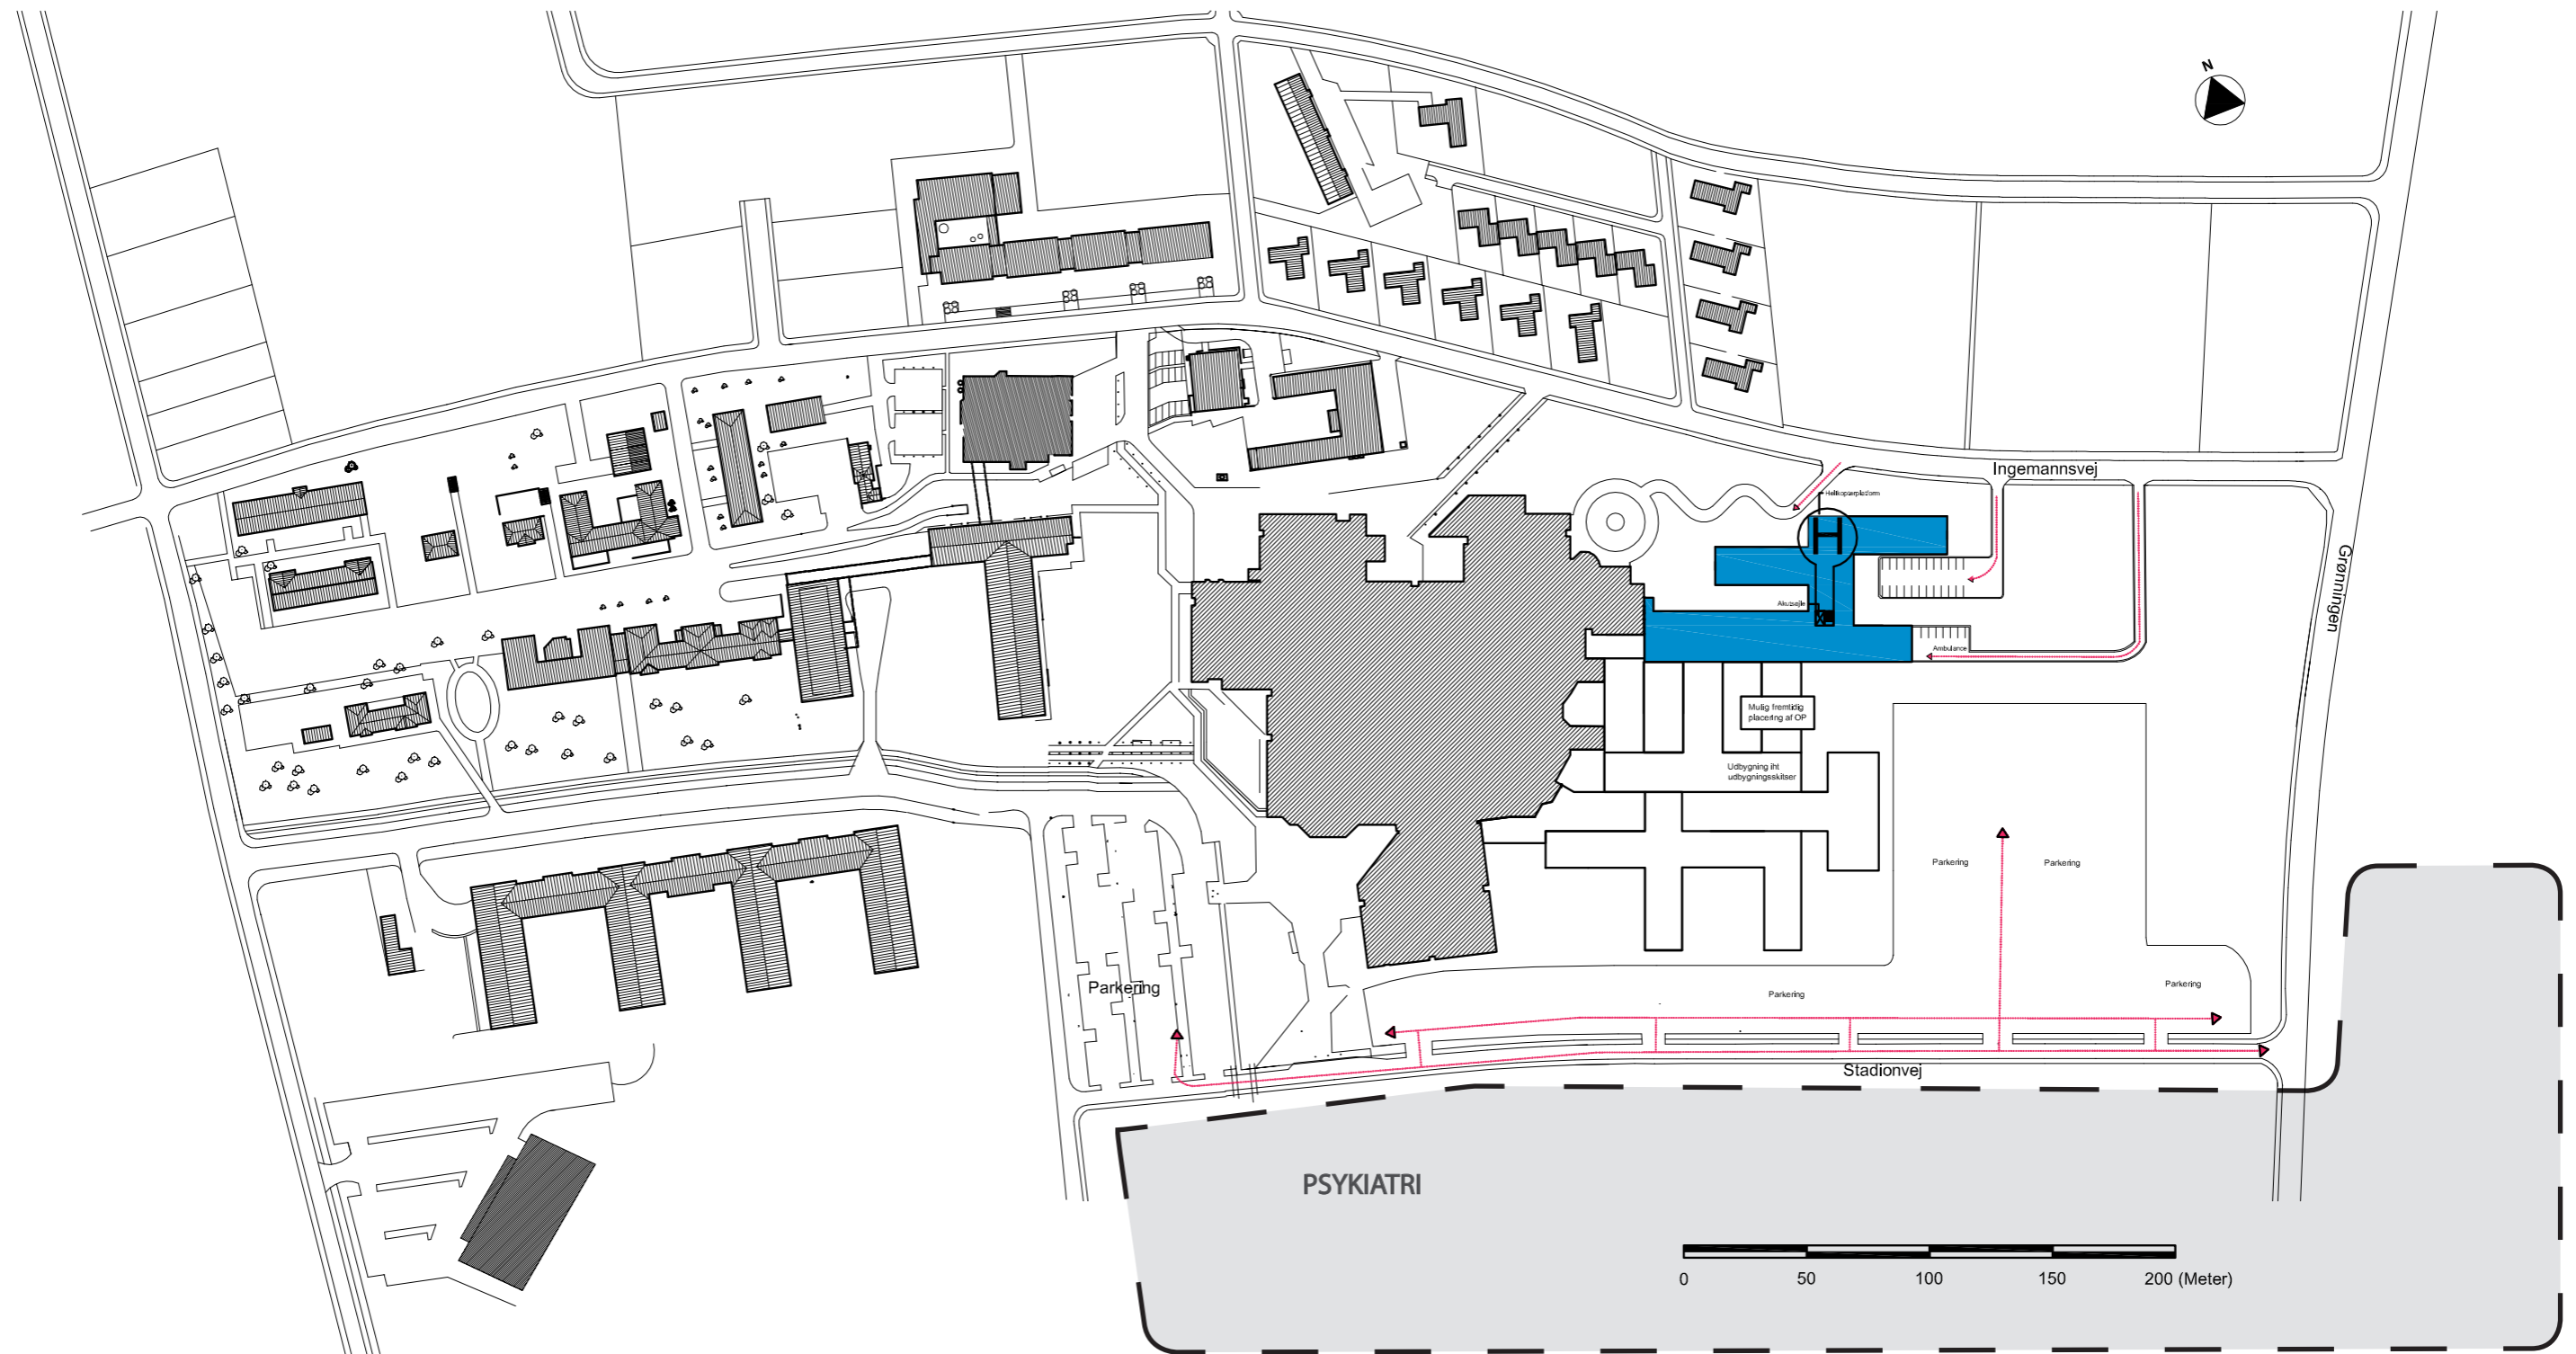 N
Ingemannsvej
Helikopterplatform
Grønningen
Akutsøjle
Ambulance
Mulig fremtidig
placering af OP
Udbygning iht
udbygningsskitser
Parkering
Parkering
Parkering
Parkering
Parkering
Stadionvej
PSYKIATRI
0 50 100 150 200 (Meter)